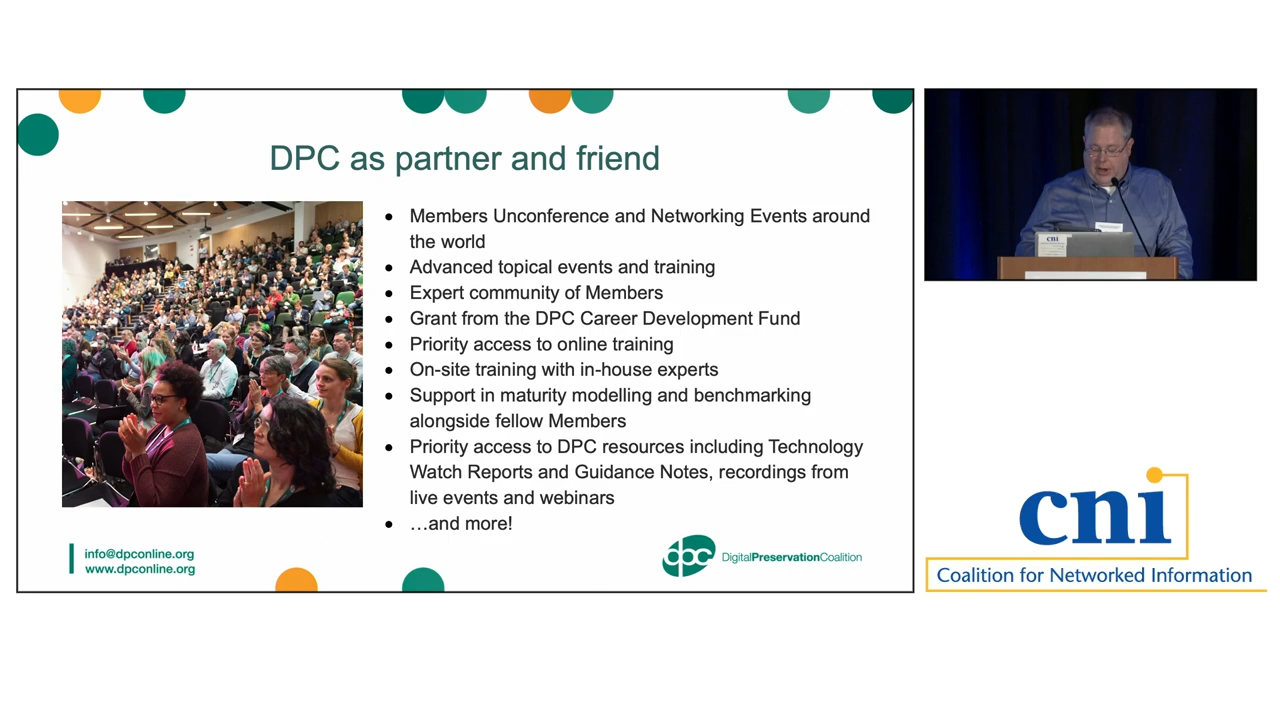 DPC as partner and friend
• Members Unconference and Networking Events around
the world
• Advanced topical events and training
• Expert community of Members
• Grant from the DPC Career Development Fund
• Priority access to online training
• On-site training with in-house experts
• Support in maturity modelling and benchmarking
alongside fellow Members
• Priority access to DPC resources including Technology
Watch Reports and Guidance Notes, recordings from
live events and webinars
• …and more!
info@dpconline.org
www.dpconline.org
dpc DigitalPreservationCoalition
cni
cni
Coalition for Networked Information